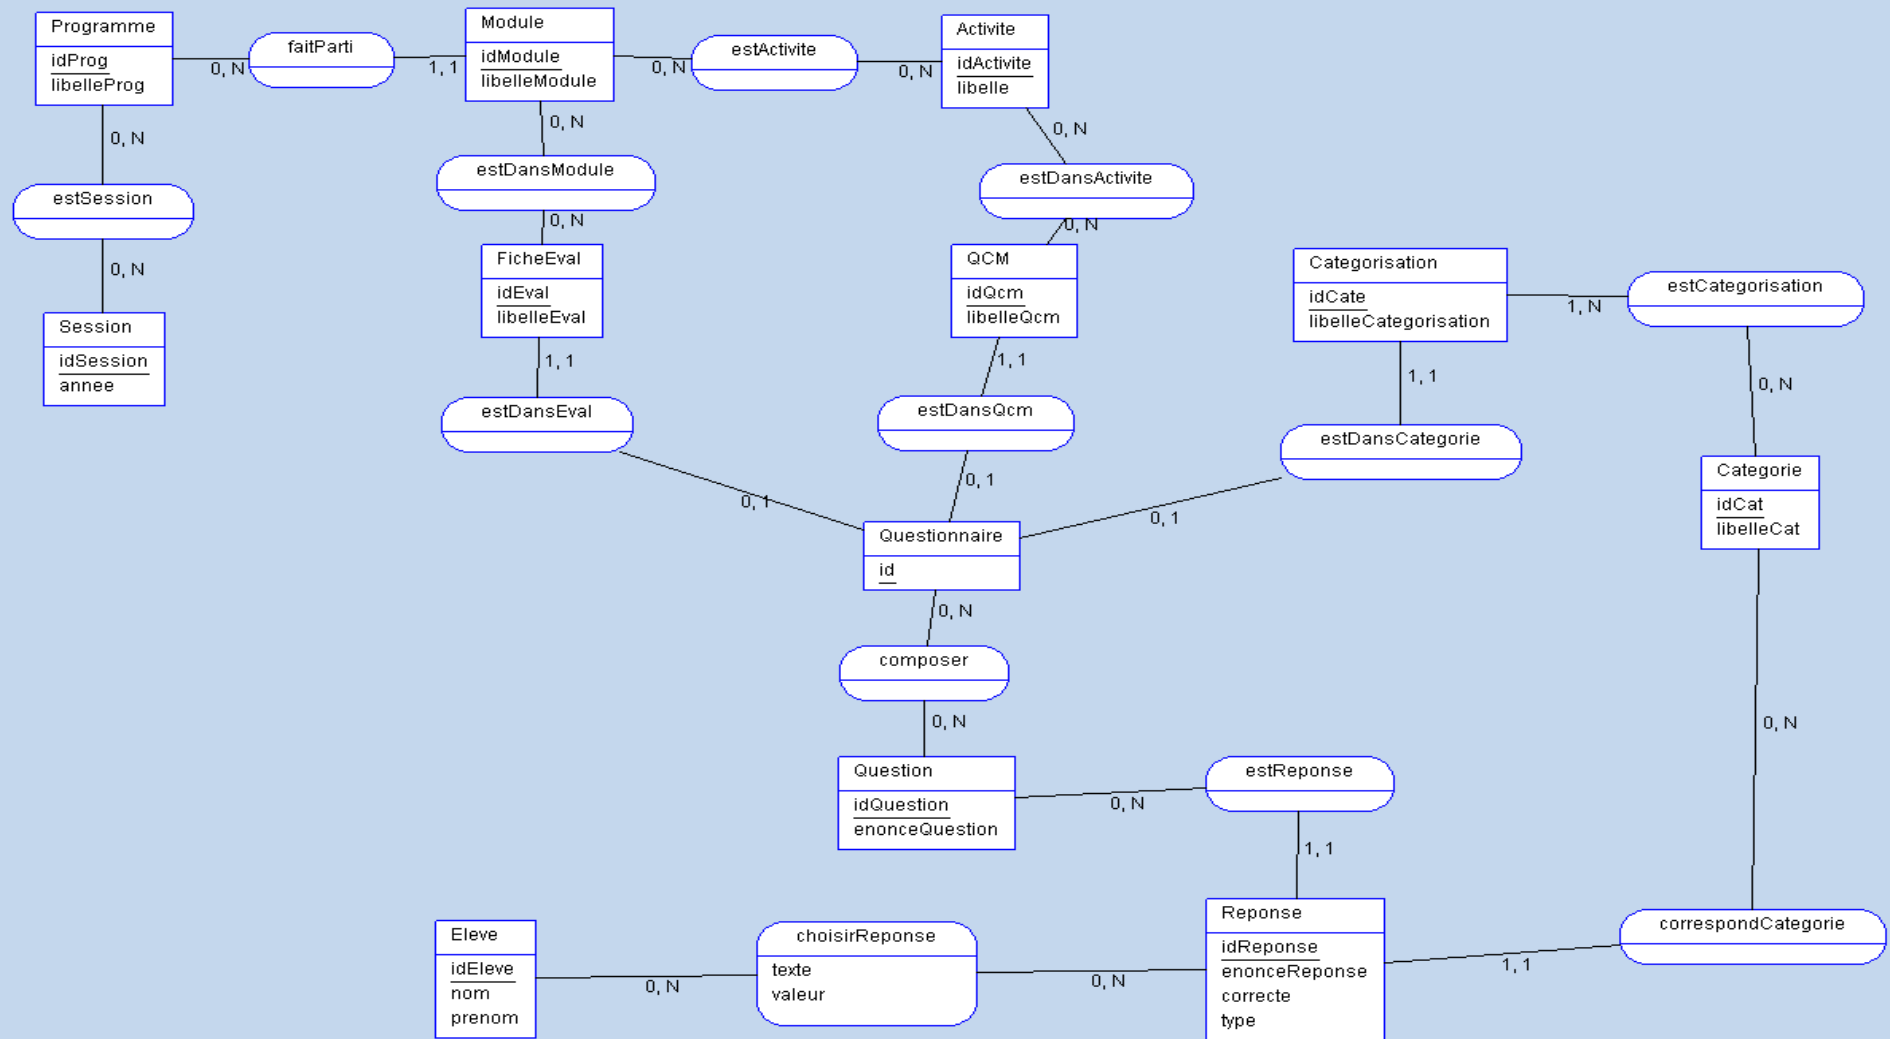 Programme
idProg
libelleProg
0, N
faitParti
1, 1
Module
idModule
libelleModule
0, N
estActivite
0, N
Activite
idActivite
libelle
0, N
0, N
0, N
estDansModule
estDansActivite
estSession
0, N
0, N
0, N
FicheEval
idEval
libelleEval
QCM
idQcm
libelleQcm
Categorisation
idCate
libelleCategorisation
1, N
estCategorisation
Session
idSession
annee
1, 1
1, 1
1, 1
0, N
estDansEval
estDansQcm
estDansCategorie
Categorie
idCat
libelleCat
0, 1
0, 1
0, 1
Questionnaire
id
0, N
composer
0, N
0, N
Question
idQuestion
enonceQuestion
0, N
estReponse
1, 1
Eleve
idEleve
nom
prenom
0, N
choisirReponse
texte
valeur
0, N
Reponse
idReponse
enonceReponse
correcte
type
1, 1
correspondCategorie